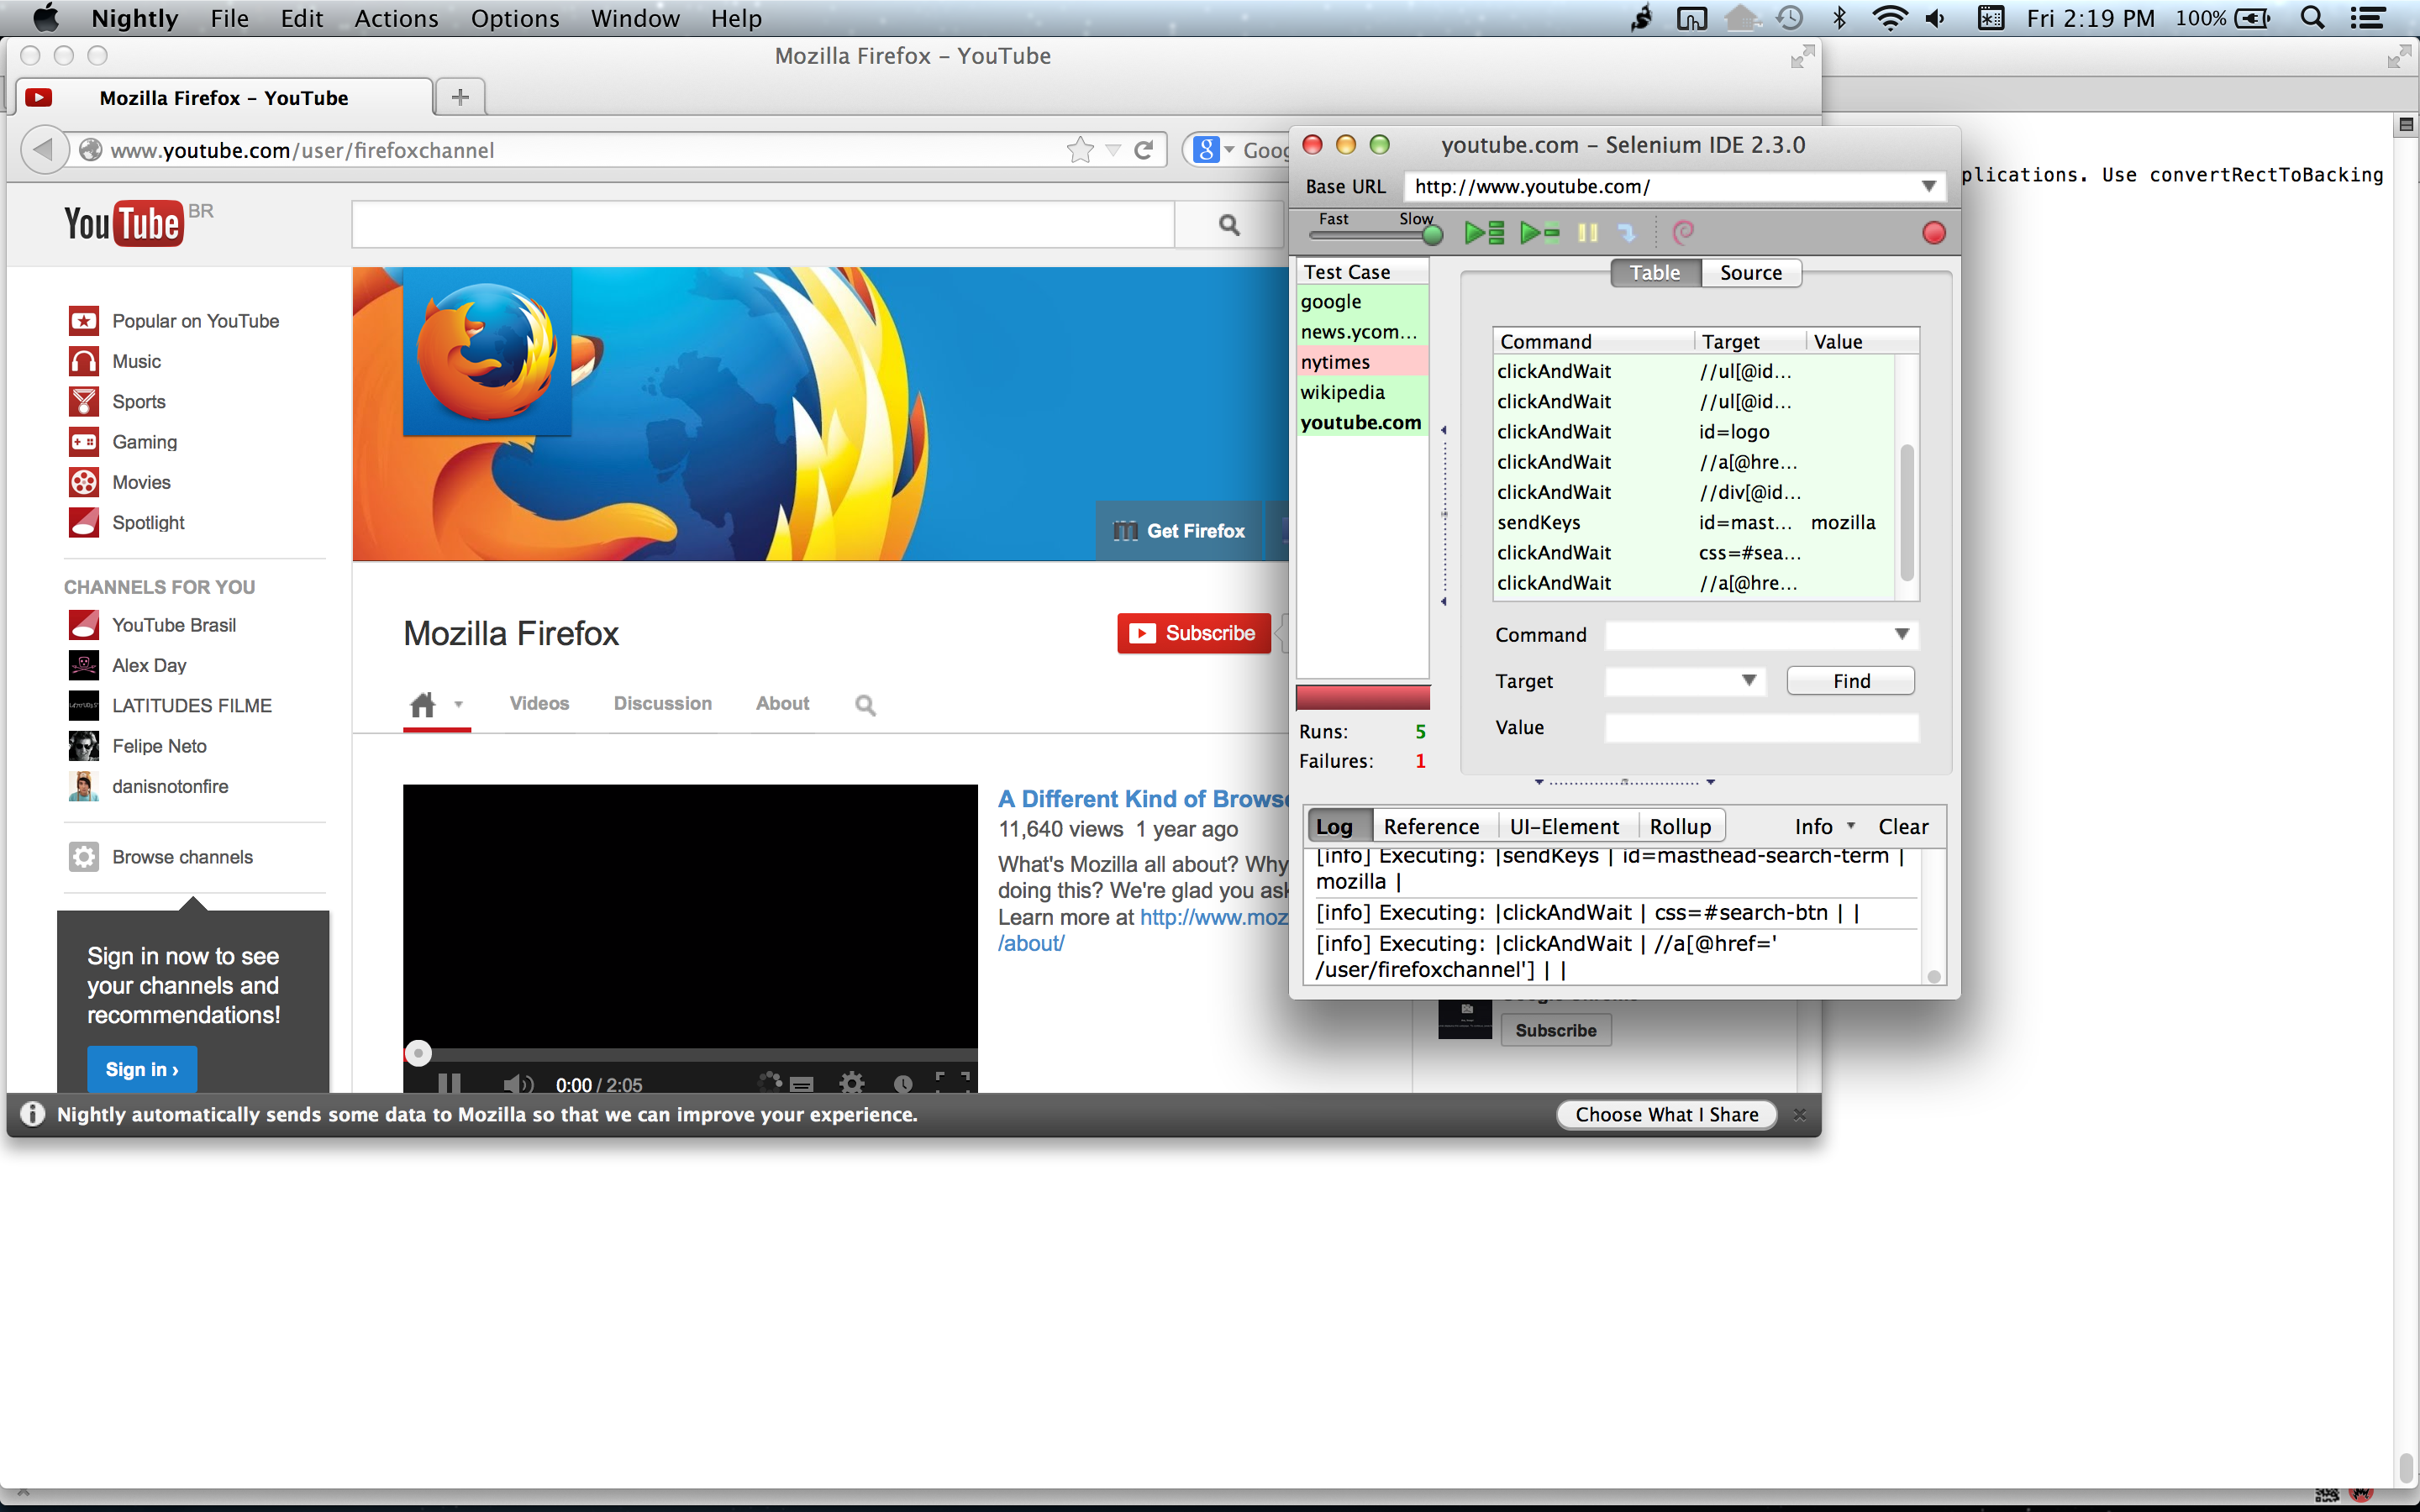 Nightly File Edit Actions Options Window Help
Fri 2:19 PM 100%
Mozilla Firefox – YouTube
Mozilla Firefox – YouTube
www.youtube.com/user/firefoxchannel
YouTube BR
Popular on YouTube
Music
Sports
Gaming
Movies
Spotlight
CHANNELS FOR YOU
YouTube Brasil
Alex Day
LATITUDES FILME
Felipe Neto
danisnotonfire
Browse channels
Sign in now to see
your channels and
recommendations!
Sign in ›
Get Firefox
Mozilla Firefox
Subscribe
Videos Discussion About
A Different Kind of
11,640 views 1 year ago
What's Mozilla all about? Why
doing this? We're glad you
Learn more at http://www.moz
/about/
0:00 / 2:05
Subscribe
Nightly automatically sends some data to Mozilla so that we can improve your experience.
Choose What I Share
youtube.com – Selenium IDE 2.3.0
Base URL http://www.youtube.com/
Fast Slow
Test Case
google
news.ycom...
nytimes
wikipedia
youtube.com
Runs: 5
Failures: 1
Table Source
Command Target Value
clickAndWait //ul[@id...
clickAndWait //ul[@id...
clickAndWait id=logo
clickAndWait //a[@hre...
clickAndWait //div[@id...
sendKeys id=mast... mozilla
clickAndWait css=#sea...
clickAndWait //a[@hre...
Command
Target Find
Value
Log Reference UI-Element Rollup Info Clear
[info] Executing: |sendKeys | id=masthead-search-term |
mozilla |
[info] Executing: |clickAndWait | css=#search-btn | |
[info] Executing: |clickAndWait | //a[@href='
/user/firefoxchannel'] | |
plications. Use convertRectToBacking